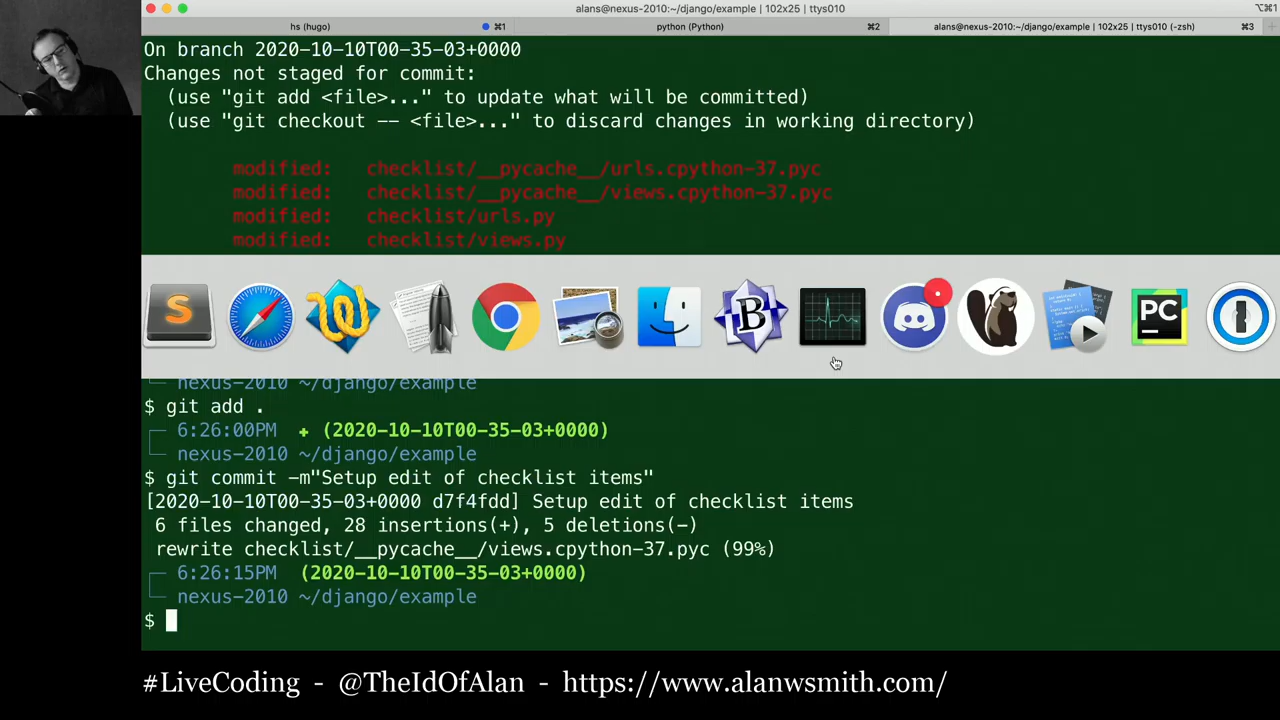 alans@nexus-2010:~/django/example | 102x25 | ttys010
⌥⌘1
hs (hugo)
⌘1
python (Python)
⌘2
alans@nexus-2010:~/django/example | 102x25 | ttys010 (-zsh)
⌘3
On branch 2020-10-10T00-35-03+0000
Changes not staged for commit:
(use "git add <file>..." to update what will be committed)
(use "git checkout -- <file>..." to discard changes in working directory)
modified: checklist/__pycache__/urls.cpython-37.pyc
modified: checklist/__pycache__/views.cpython-37.pyc
modified: checklist/urls.py
modified: checklist/views.py
S
B
PC
nexus-2010 ~/django/example
$ git add .
6:26:00PM + (2020-10-10T00-35-03+0000)
nexus-2010 ~/django/example
$ git commit -m"Setup edit of checklist items"
[2020-10-10T00-35-03+0000 d7f4fdd] Setup edit of checklist items
6 files changed, 28 insertions(+), 5 deletions(-)
rewrite checklist/__pycache__/views.cpython-37.pyc (99%)
6:26:15PM (2020-10-10T00-35-03+0000)
nexus-2010 ~/django/example
$
#LiveCoding - @TheIdOfAlan - https://www.alanwsmith.com/